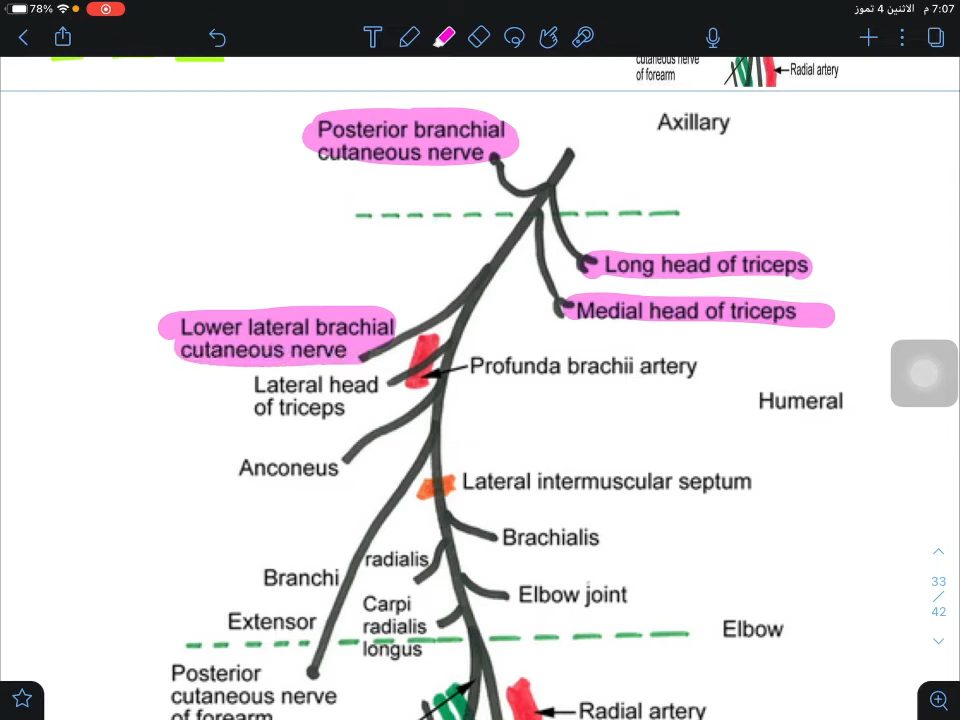 78%
الاثنين 4 تموز
7:07 م
T
cutaneous nerve
of forearm
Radial artery
Posterior branchial
cutaneous nerve
Axillary
Long head of triceps
Medial head of triceps
Lower lateral brachial
cutaneous nerve
Profunda brachii artery
Lateral head
of triceps
Humeral
Anconeus
Lateral intermuscular septum
Brachialis
radialis
Branchi
Elbow joint
Carpi
radialis
longus
Extensor
Elbow
Posterior
cutaneous nerve
of forearm
Radial artery
33
/
42